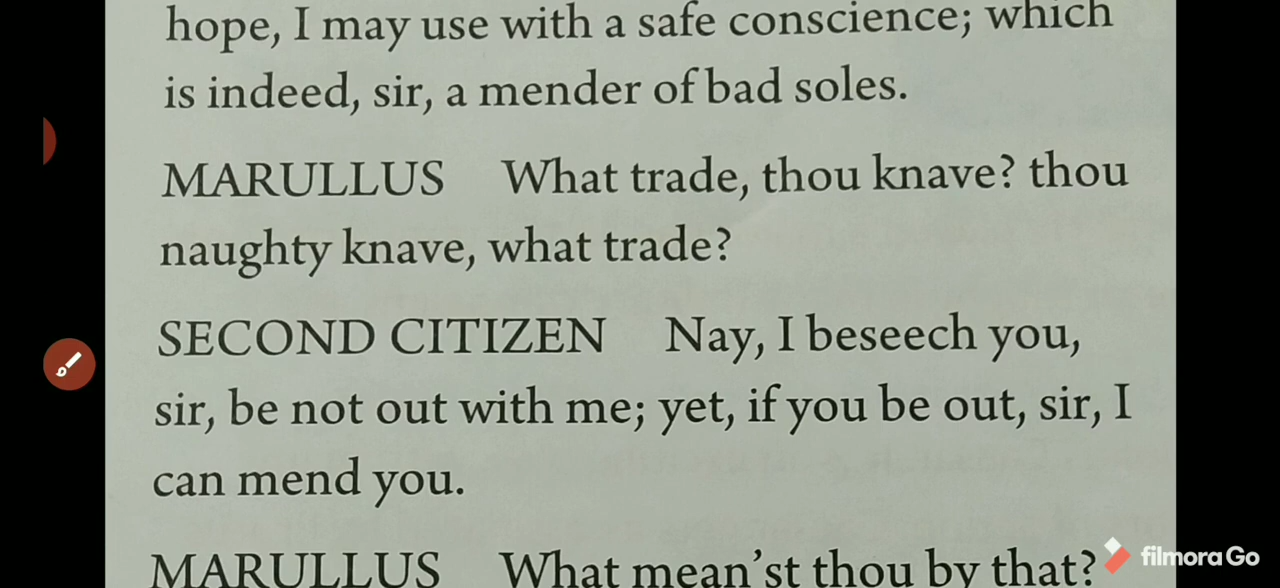 hope, I may use with a safe conscience; which
is indeed, sir, a mender of bad soles.
MARULLUS What trade, thou knave? thou
naughty knave, what trade?
SECOND CITIZEN Nay, I beseech you,
sir, be not out with me; yet, if you be out, sir, I
can mend you.
MARULLUS What mean'st thou by that?
filmoraGo